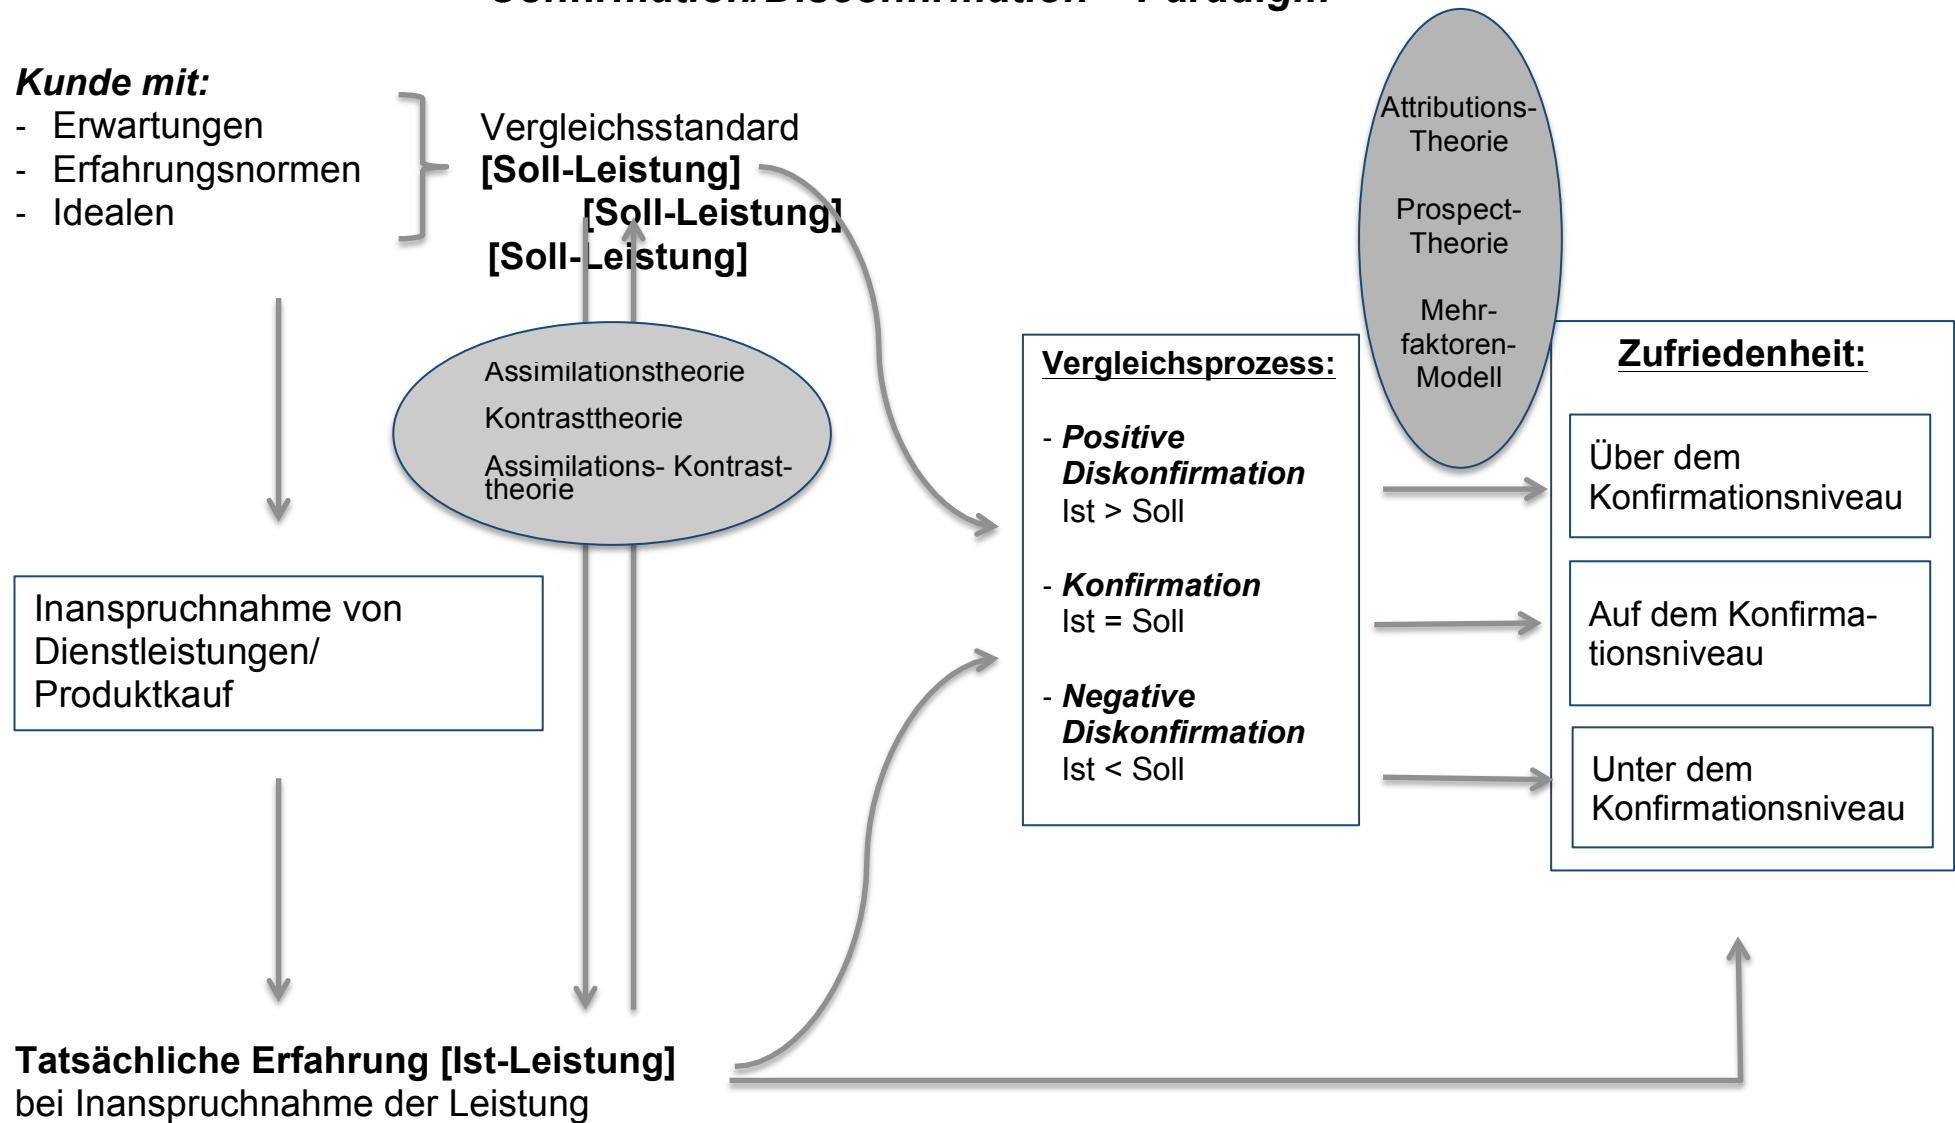 Confirmation/Disconfirmation – Paradigm
Kunde mit:
- Erwartungen
- Erfahrungsnormen
- Idealen
Vergleichsstandard
[Soll-Leistung]
[Soll-Leistung]
[Soll-Leistung]
Assimilationstheorie
Kontrasttheorie
Assimilations- Kontrast-
theorie
Inanspruchnahme von
Dienstleistungen/
Produktkauf
Tatsächliche Erfahrung [Ist-Leistung]
bei Inanspruchnahme der Leistung
Vergleichsprozess:
- Positive
Diskonfirmation
Ist > Soll
- Konfirmation
Ist = Soll
- Negative
Diskonfirmation
Ist < Soll
Attributions-
Theorie
Prospect-
Theorie
Mehr-
faktoren-
Modell
Zufriedenheit:
Über dem
Konfirmationsniveau
Auf dem Konfirma-
tionsniveau
Unter dem
Konfirmationsniveau